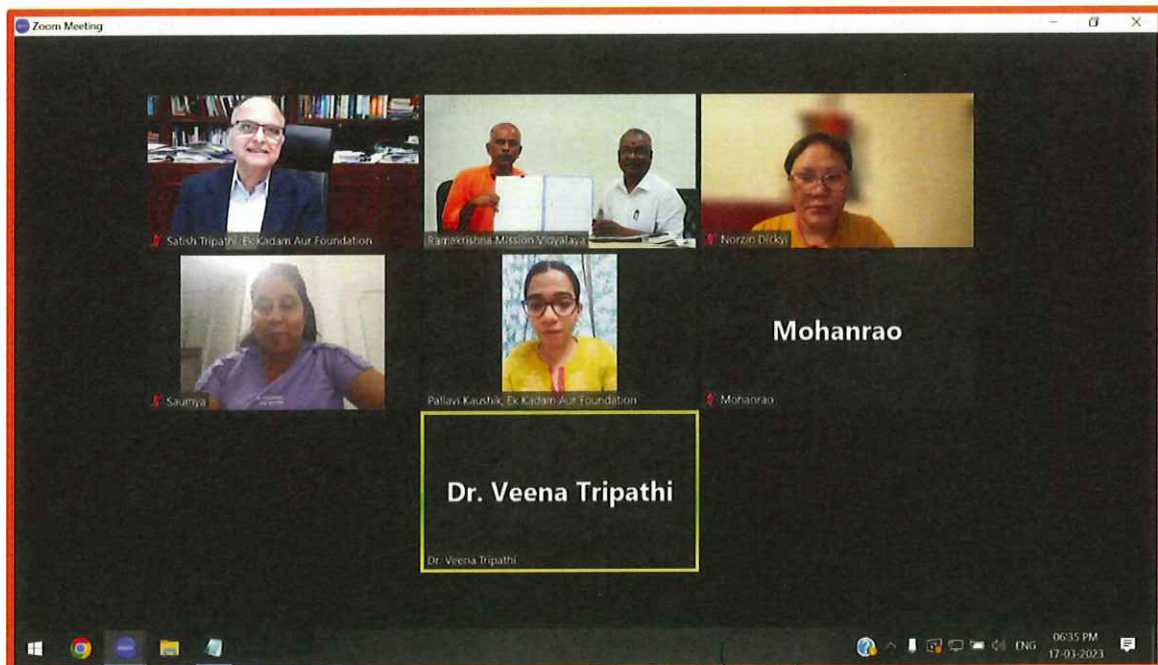 Zoom Meeting
Satish Tripathi, Ek Kadam Aur Foundation
Ramakrishna Mission Vidyalaya
Norzin Dickyi
Saumya
Pallavi Kaushik, Ek Kadam Aur Foundation
Mohanrao
Mohanrao
Dr. Veena Tripathi
Dr. Veena Tripathi
ENG
06:35 PM
17-03-2023